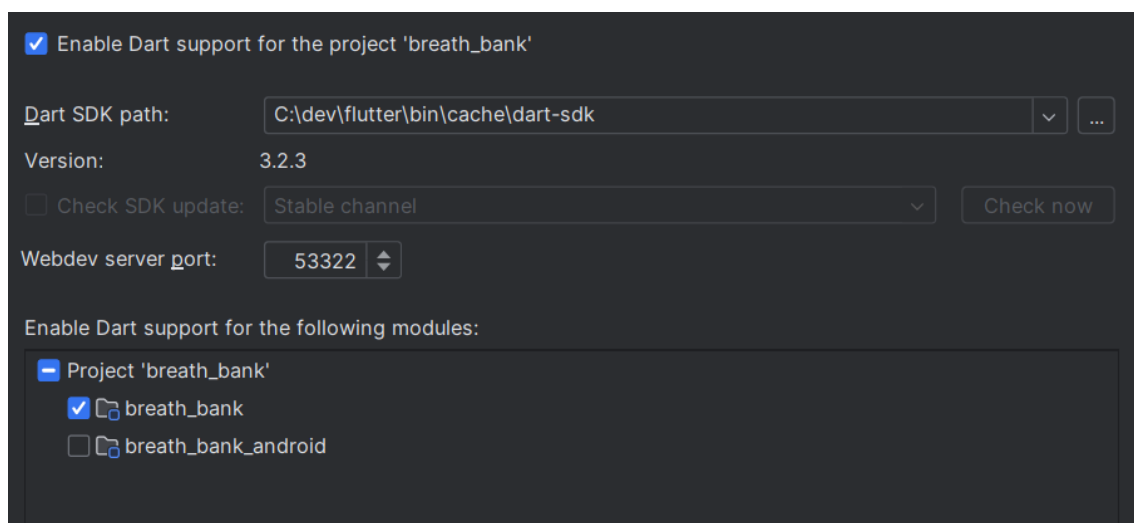 Enable Dart support for the project 'breath_bank'
Dart SDK path: C:\dev\flutter\bin\cache\dart-sdk ...
Version: 3.2.3
Check SDK update: Stable channel Check now
Webdev server port: 53322
Enable Dart support for the following modules:
Project 'breath_bank'
breath_bank
breath_bank_android